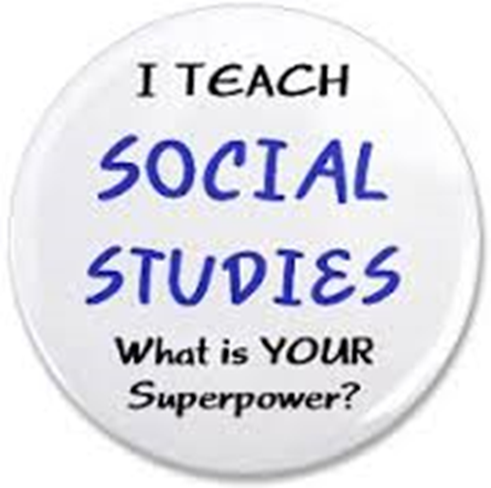 I TEACH
SOCIAL
STUDIES
What is YOUR
Superpower?